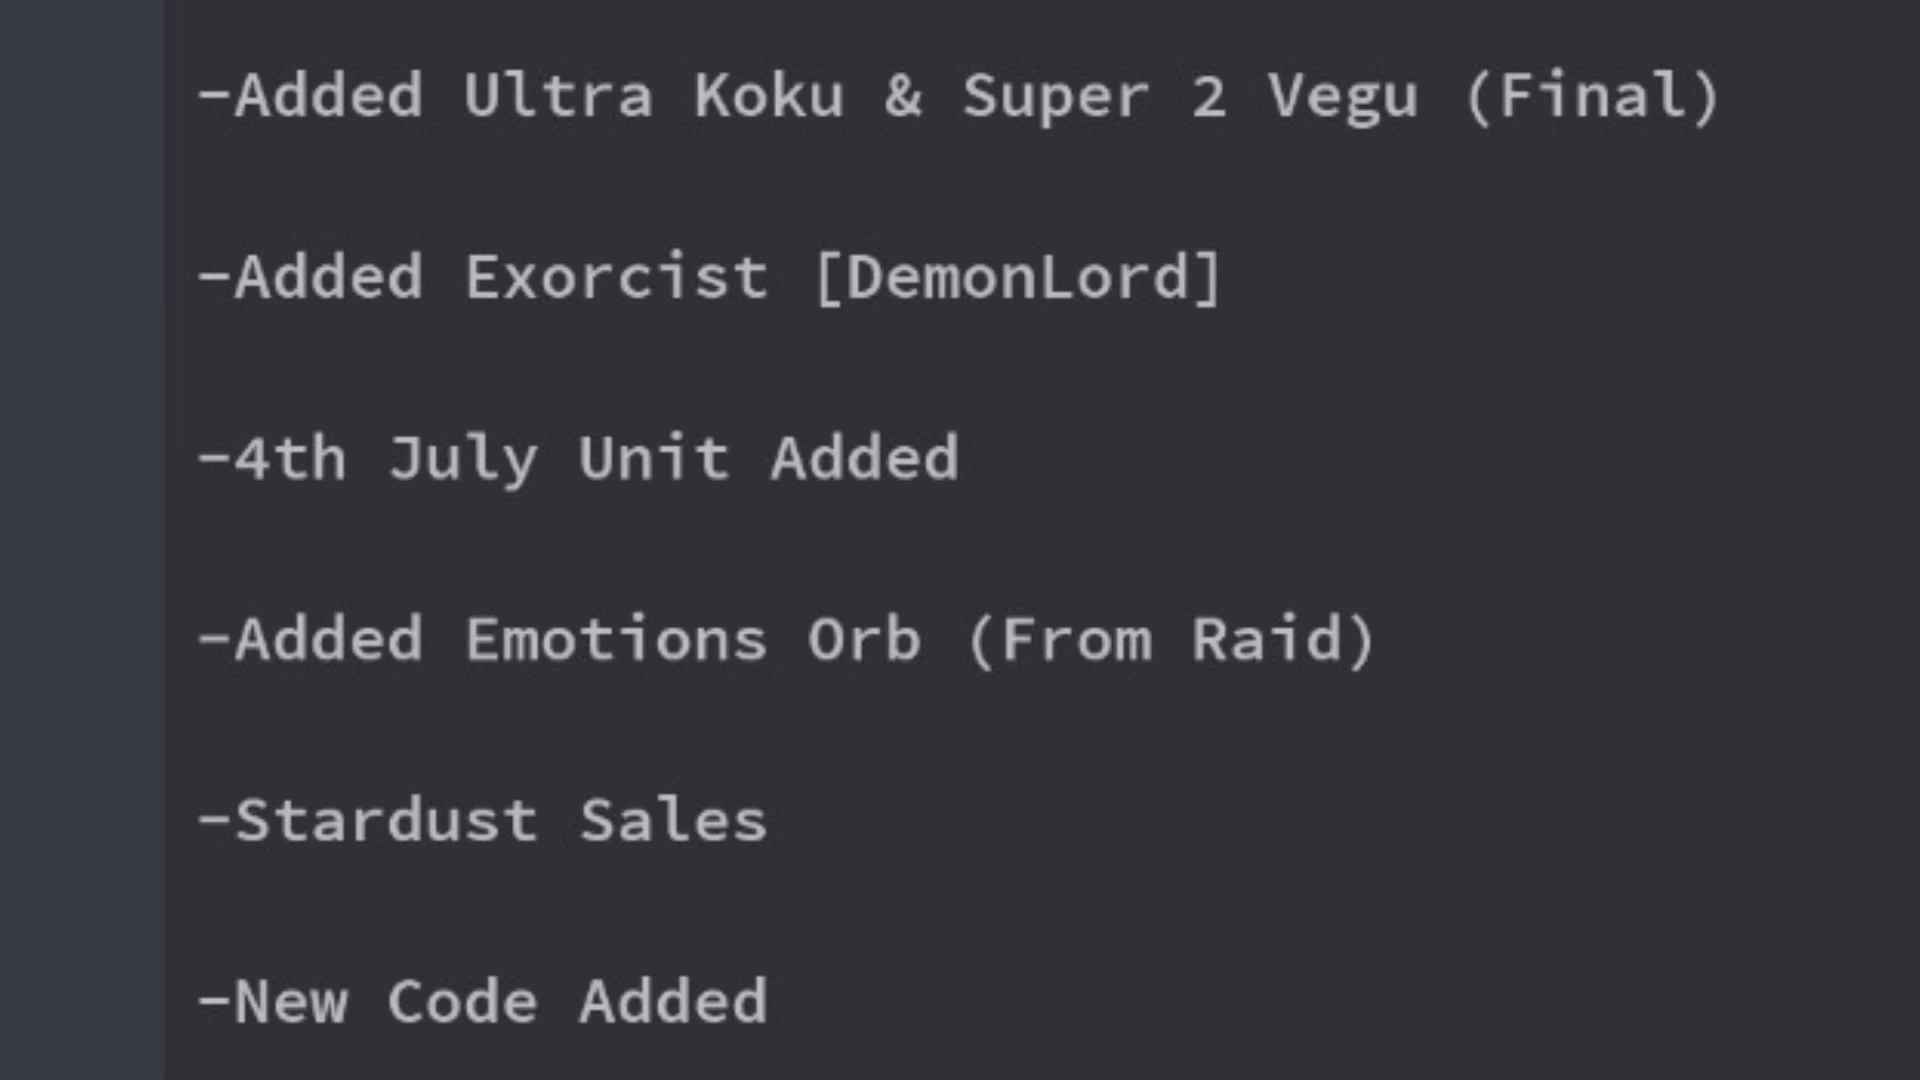 -Added Ultra Koku & Super 2 Vegu (Final)
-Added Exorcist [DemonLord]
-4th July Unit Added
-Added Emotions Orb (From Raid)
-Stardust Sales
-New Code Added